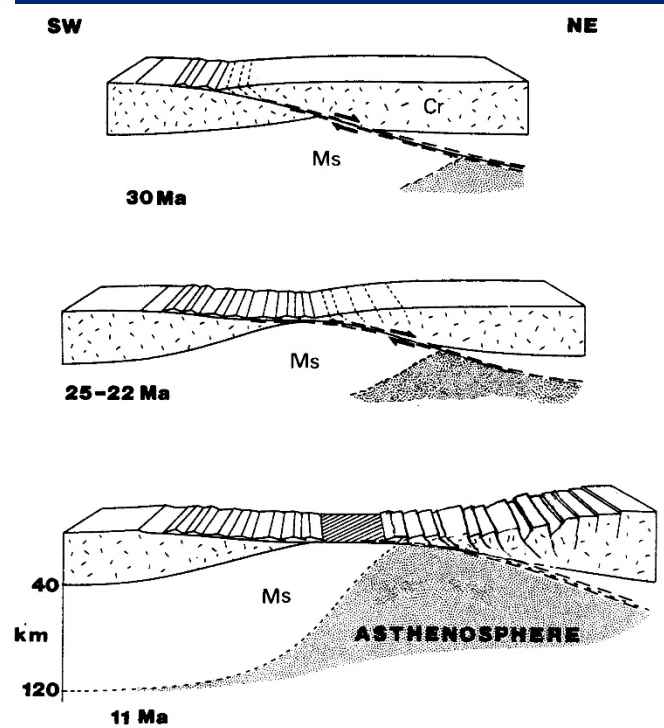 SW
NE
Cr
Ms
30 Ma
Ms
25-22 Ma
40
Ms
km
ASTHENOSPHERE
120
11 Ma